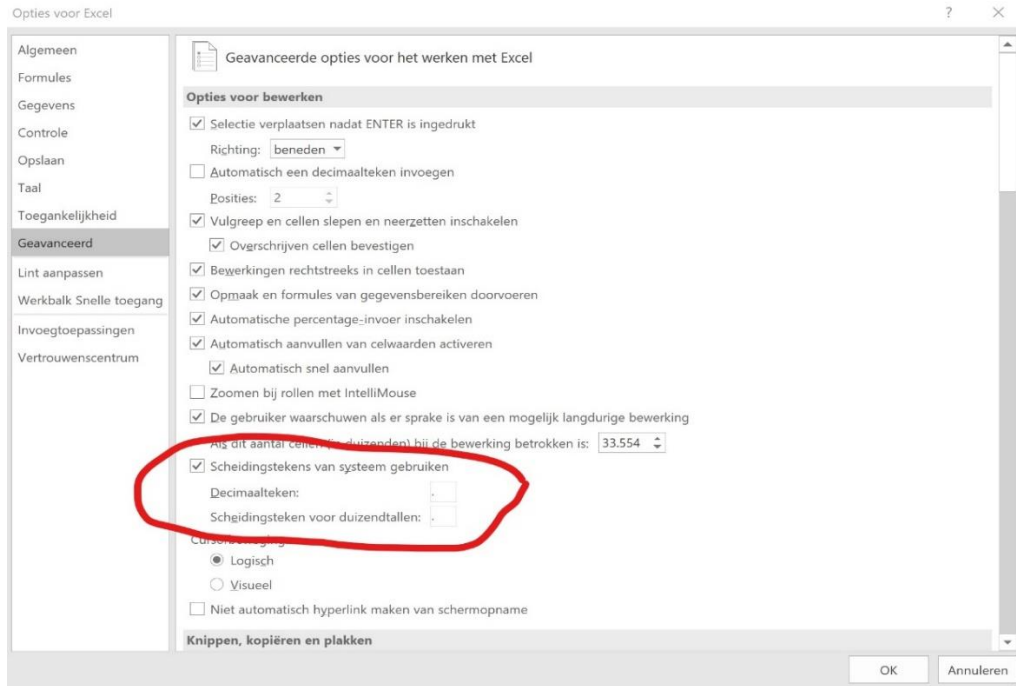 Opties voor Excel
?
Algemeen
Formules
Gegevens
Controle
Opslaan
Taal
Toegankelijkheid
Geavanceerd
Lint aanpassen
Werkbalk Snelle toegang
Invoegtoepassingen
Vertrouwenscentrum
Geavanceerde opties voor het werken met Excel
Opties voor bewerken
Selectie verplaatsen nadat ENTER is ingedrukt
Richting: beneden
Automatisch een decimaalteken invoegen
Posities: 2
Vulgreep en cellen slepen en neerzetten inschakelen
Overschrijven cellen bevestigen
Bewerkingen rechtstreeks in cellen toestaan
Opmaak en formules van gegevensbereiken doorvoeren
Automatische percentage-invoer inschakelen
Automatisch aanvullen van celwaarden activeren
Automatisch snel aanvullen
Zoomen bij rollen met IntelliMouse
De gebruiker waarschuwen als er sprake is van een mogelijk langdurige bewerking
Als dit aantal cellen (in duizenden) bij de bewerking betrokken is: 33.554
Scheidingstekens van systeem gebruiken
Decimaalteken: .
Scheidingsteken voor duizendtallen: .
Logisch
Visueel
Niet automatisch hyperlink maken van schermopname
Knippen, kopiëren en plakken
OK
Annuleren